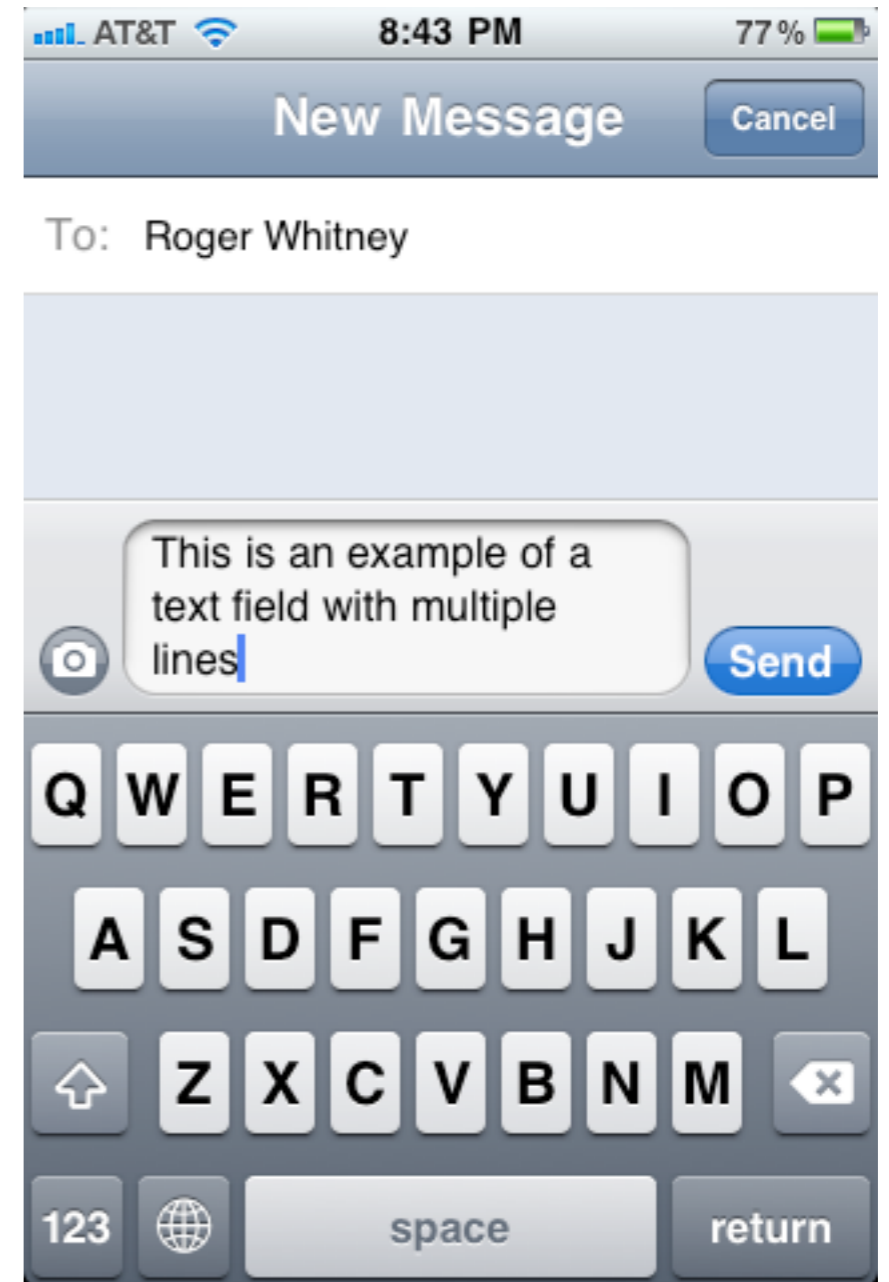 AT&T 8:43 PM 77%
New Message Cancel
To: Roger Whitney
This is an example of a
text field with multiple
lines
Send
Q W E R T Y U I O P
A S D F G H J K L
Z X C V B N M
123 space return